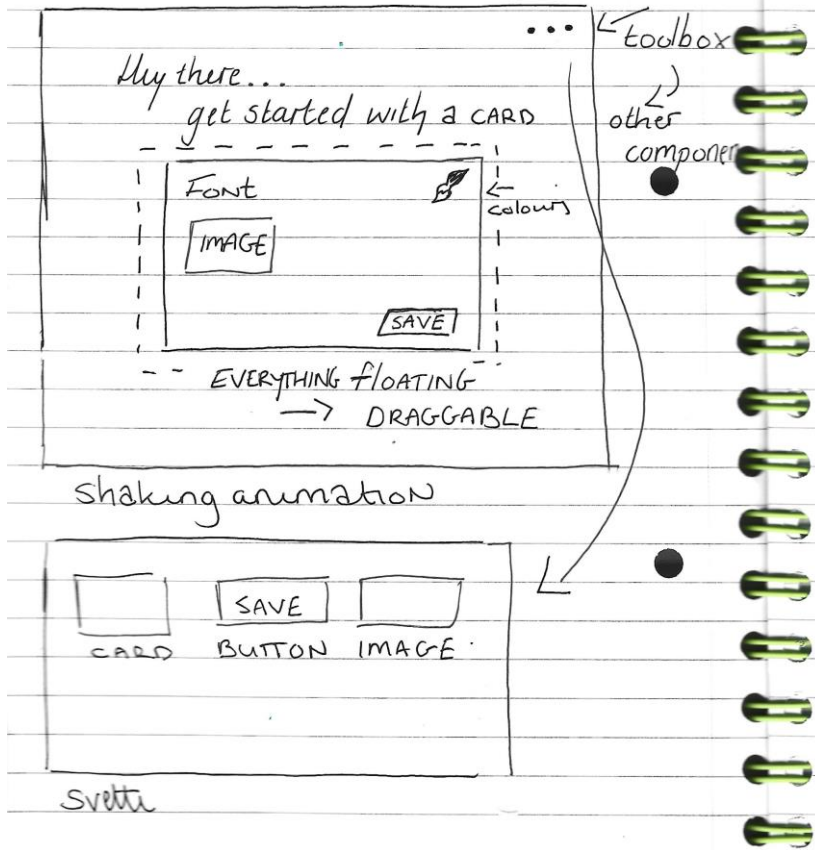 toolbox
Hey there...
get started with a CARD
other
componen
FONT
colours
IMAGE
SAVE
EVERYTHING FLOATING
→ DRAGGABLE
shaking animation
SAVE
CARD BUTTON IMAGE